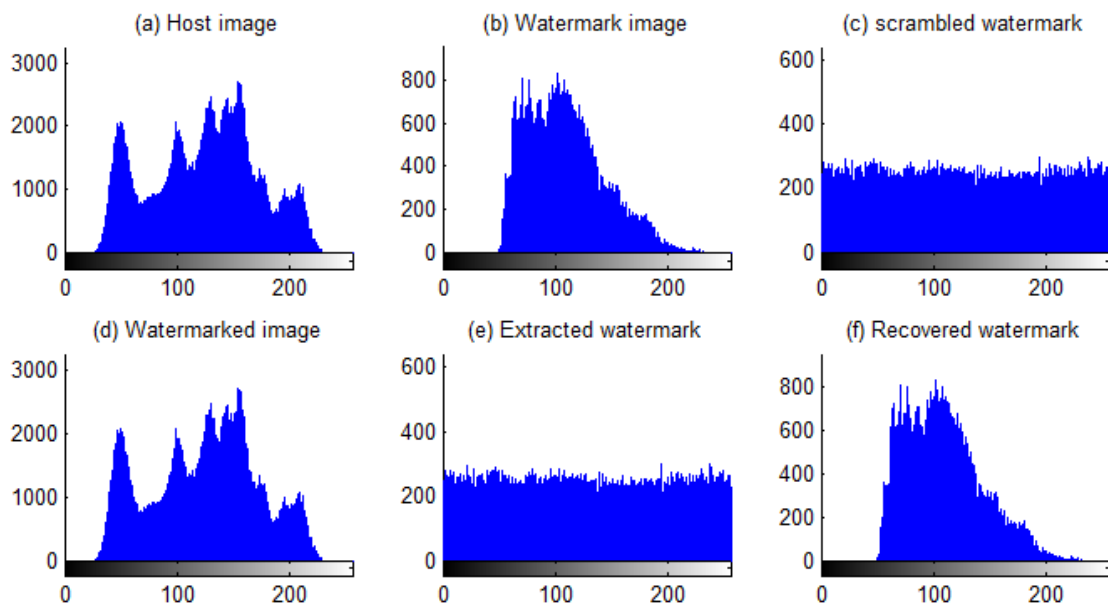 (a) Host image
(b) Watermark image
(c) scrambled watermark
3000
2000
1000
0
0 100 200
800
600
400
200
0
0 100 200
600
400
200
0
0 100 200
(d) Watermarked image
(e) Extracted watermark
(f) Recovered watermark
3000
2000
1000
0
0 100 200
600
400
200
0
0 100 200
800
600
400
200
0
0 100 200